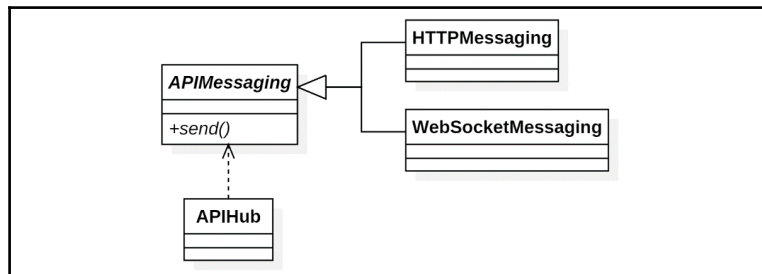 HTTPMessaging
APIMessaging
+send()
WebSocketMessaging
APIHub